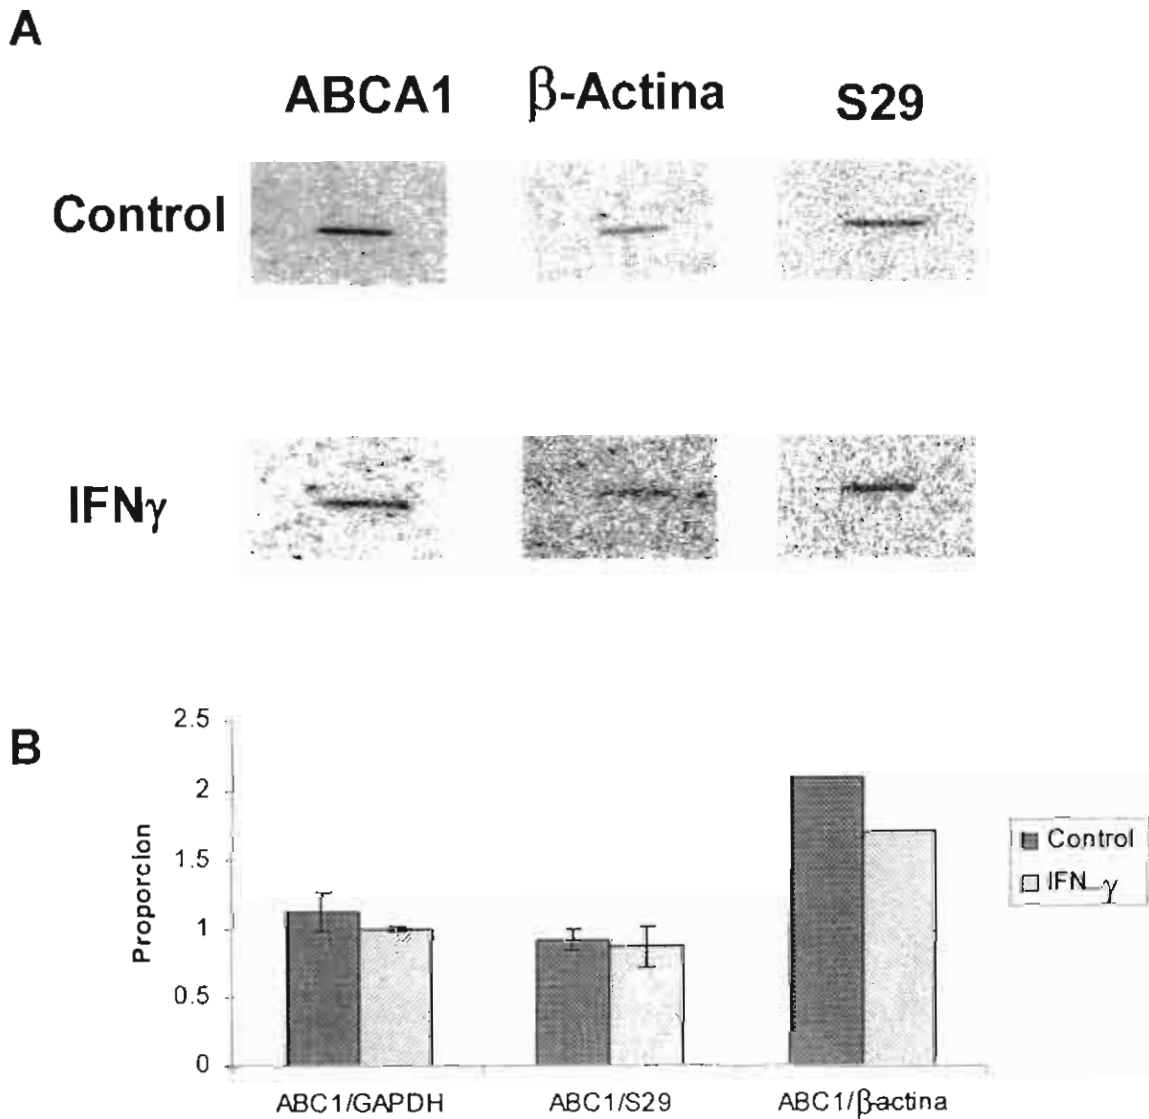 A
ABCA1 β-Actina S29
Control
IFNγ
B
2.5
2
1.5
1
0.5
0
Proporcion
Control
IFN-γ
ABC1/GAPDH ABC1/S29 ABC1/β-actina